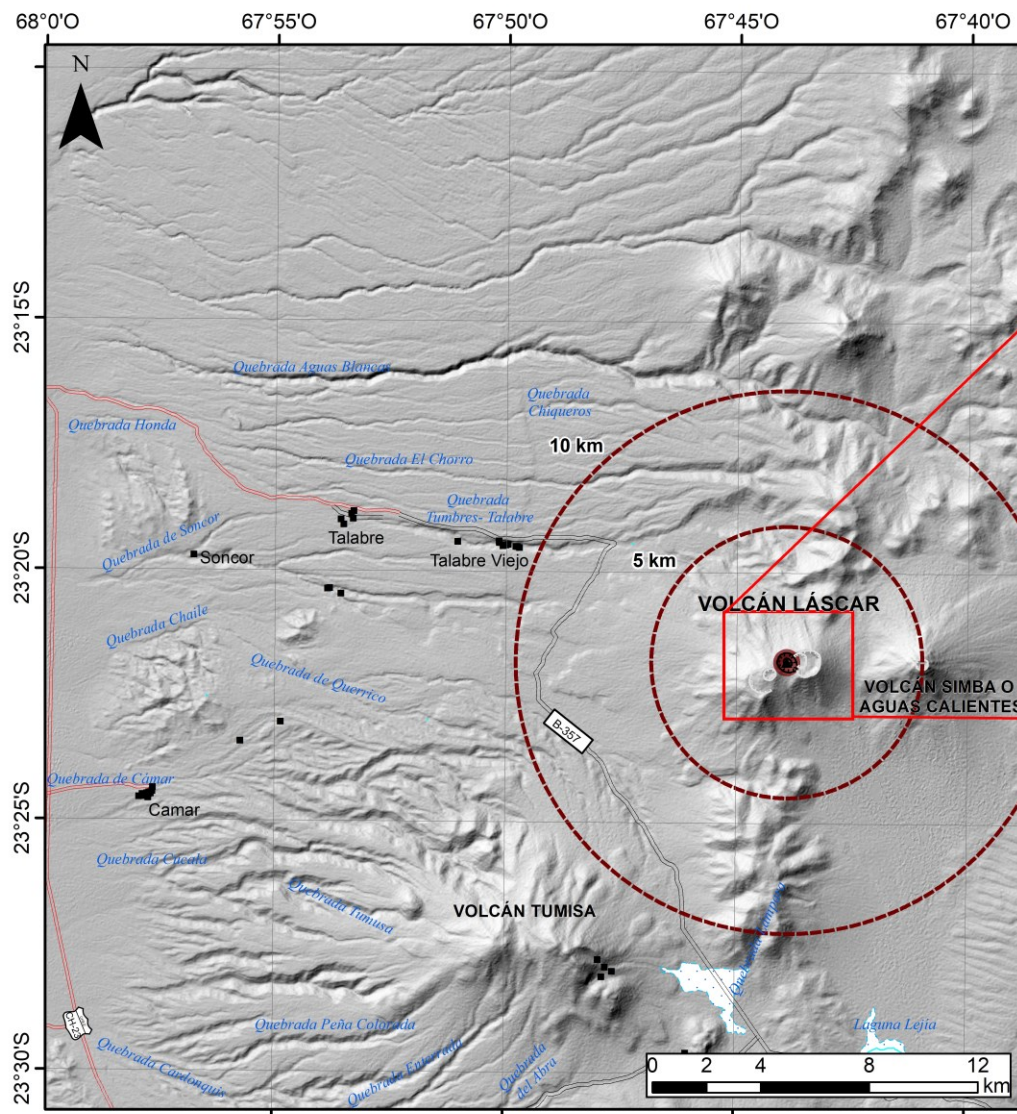 68°0'O 67°55'O 67°50'O 67°45'O 67°40'O
N
23°15'S
Quebrada Aguas Blancas
Quebrada
Chiqueros
Quebrada Honda
10 km
Quebrada El Chorro
Quebrada
Tumbres- Talabre
Talabre
Quebrada de Soncor
Soncor
Talabre Viejo
5 km
23°20'S
VOLCÁN LÁSCAR
Quebrada Chaile
Quebrada de Querrico
VOLCÁN SIMBA O
AGUAS CALIENTES
B-357
Quebrada de Cámar
Camar
23°25'S
Quebrada Cucala
Quebrada Tumusa
VOLCÁN TUMISA
CH-23
Quebrada Peña Colorada
Laguna Lejía
Quebrada Cardonquis
Quebrada
Quebrada
del Abra
Quebrada
23°30'S
0 2 4 8 12
km